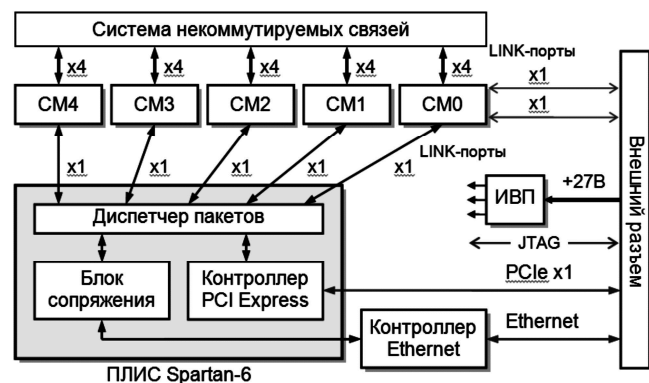 Система некоммутируемых связей
LINK-порты
x4 x4 x4 x4 x4
CM4 CM3 CM2 CM1 CM0
x1
x1
x1 x1 x1 x1 x1
LINK-порты
Внешний разъем
ИВП
+27В
Диспетчер пакетов
JTAG
Блок
сопряжения
Контроллер
PCI Express
PCIe x1
Контроллер
Ethernet
Ethernet
ПЛИС Spartan-6